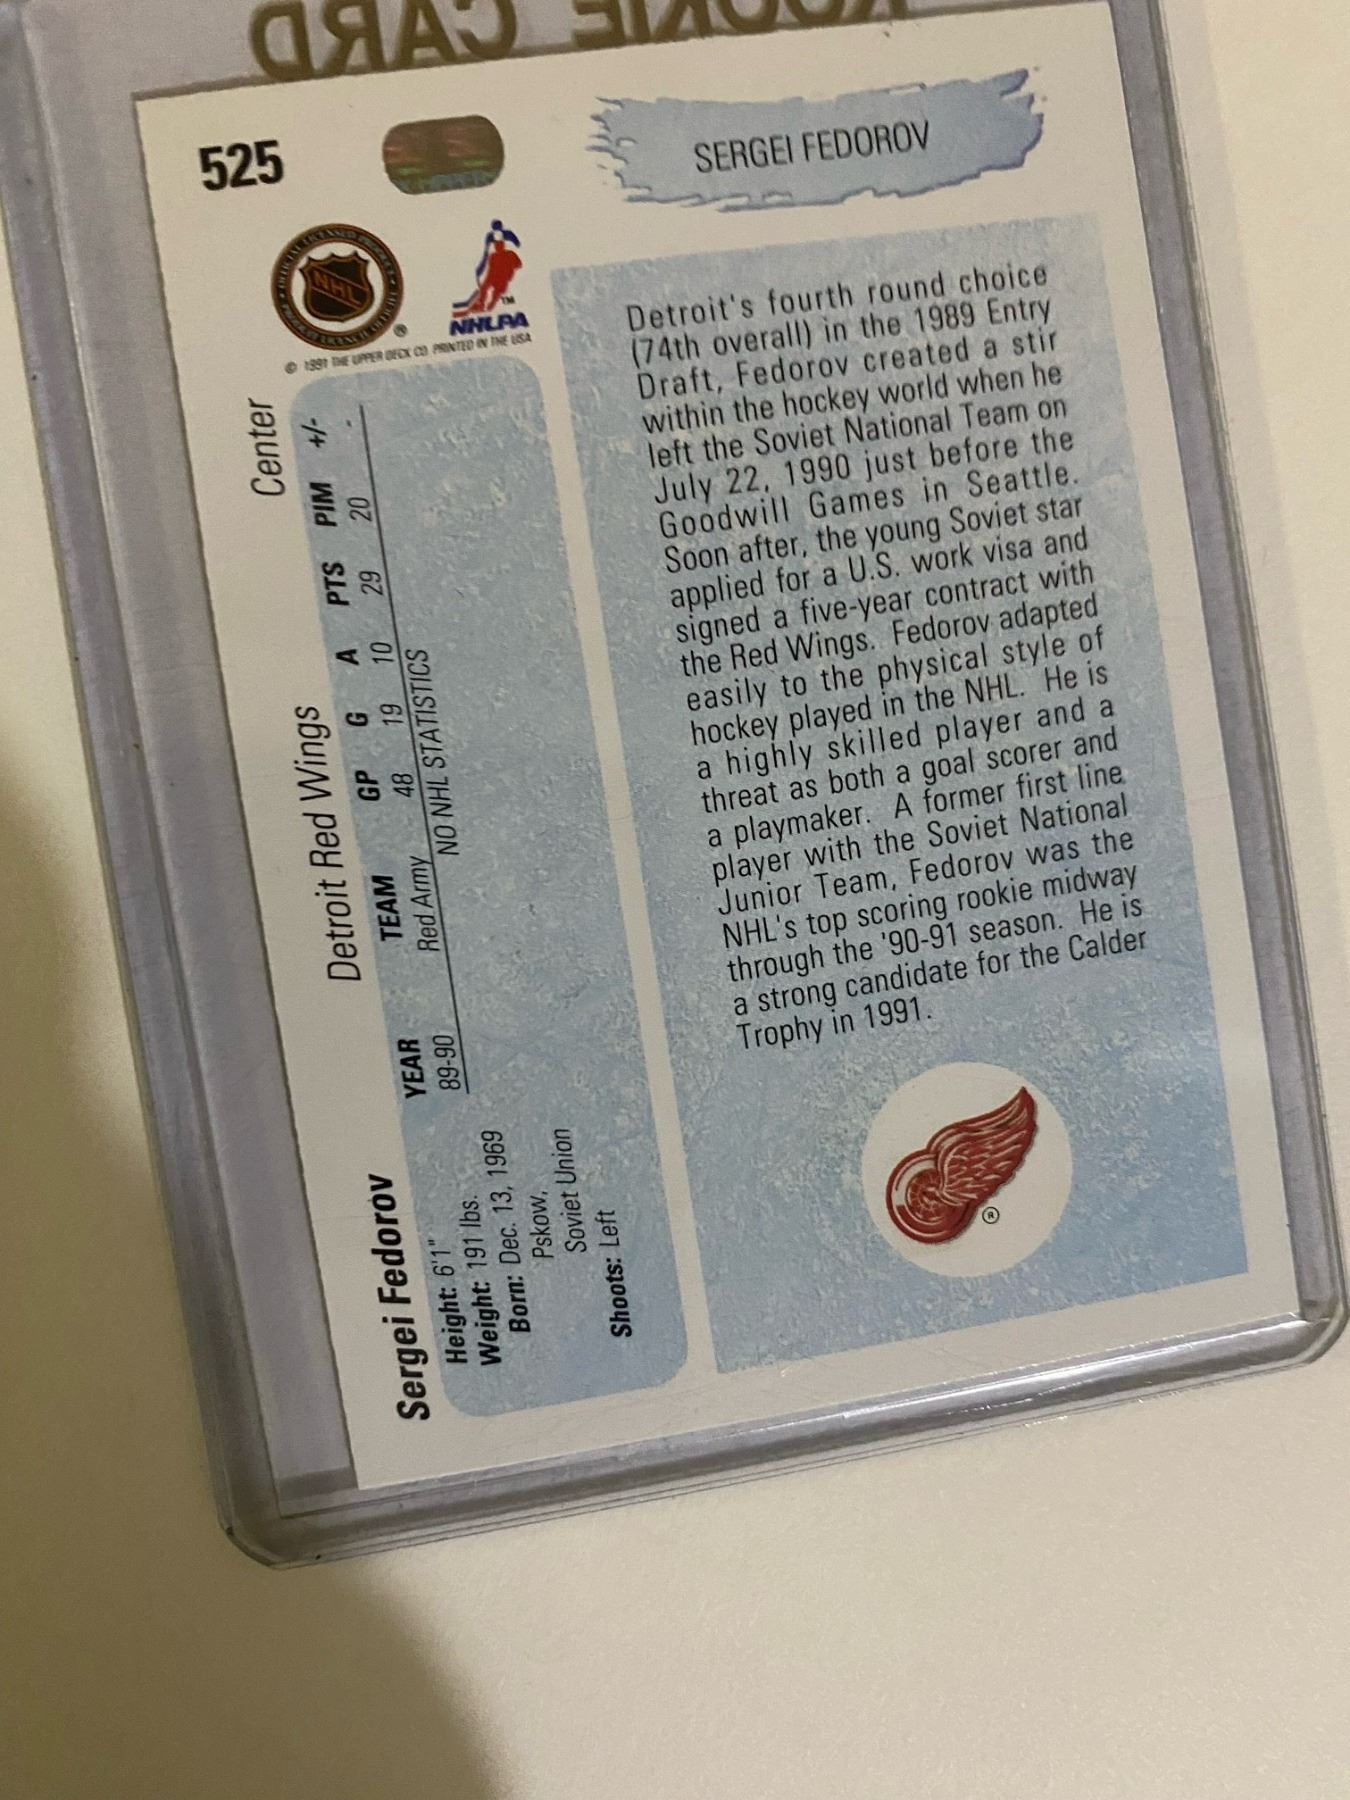 ROOKIE CARD
525
SERGEI FEDOROV
OFFICIAL LICENSED PRODUCT
NHL
®
TM
NHLPA
© 1991 THE UPPER DECK CO. PRINTED IN THE USA
Detroit's fourth round choice
(74th overall) in the 1989 Entry
Draft, Fedorov created a stir
within the hockey world when he
left the Soviet National Team on
July 22, 1990 just before the
Goodwill Games in Seattle.
Soon after, the young Soviet star
applied for a U.S. work visa and
signed a five-year contract with
the Red Wings. Fedorov adapted
easily to the physical style of
hockey played in the NHL. He is
a highly skilled player and a
threat as both a goal scorer and
a playmaker. A former first line
player with the Soviet National
Junior Team, Fedorov was the
NHL's top scoring rookie midway
through the '90-91 season. He is
a strong candidate for the Calder
Trophy in 1991.
®
Sergei Fedorov Detroit Red Wings Center
YEAR TEAM GP G A PTS PIM +/-
89-90 Red Army 48 19 10 29 20 -
NO NHL STATISTICS
Height: 6'1"
Weight: 191 lbs.
Born: Dec. 13, 1969
Pskow,
Soviet Union
Shoots: Left